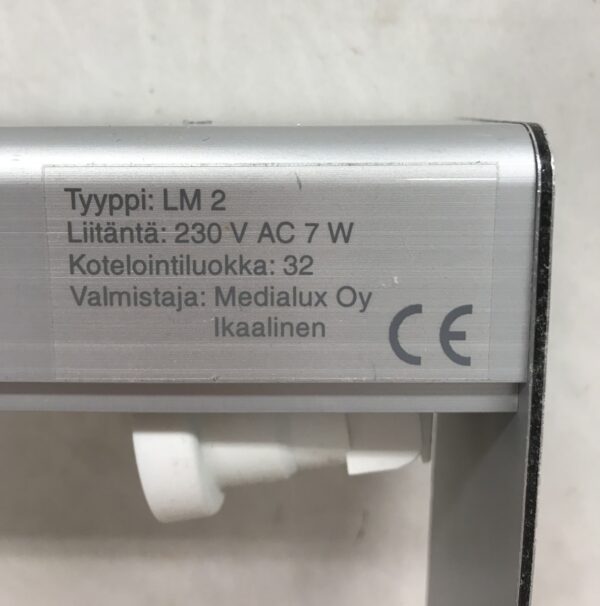 Tyyppi: LM 2
Liitäntä: 230 V AC 7 W
Kotelointiluokka: 32
Valmistaja: Medialux Oy
Ikaalinen
CE